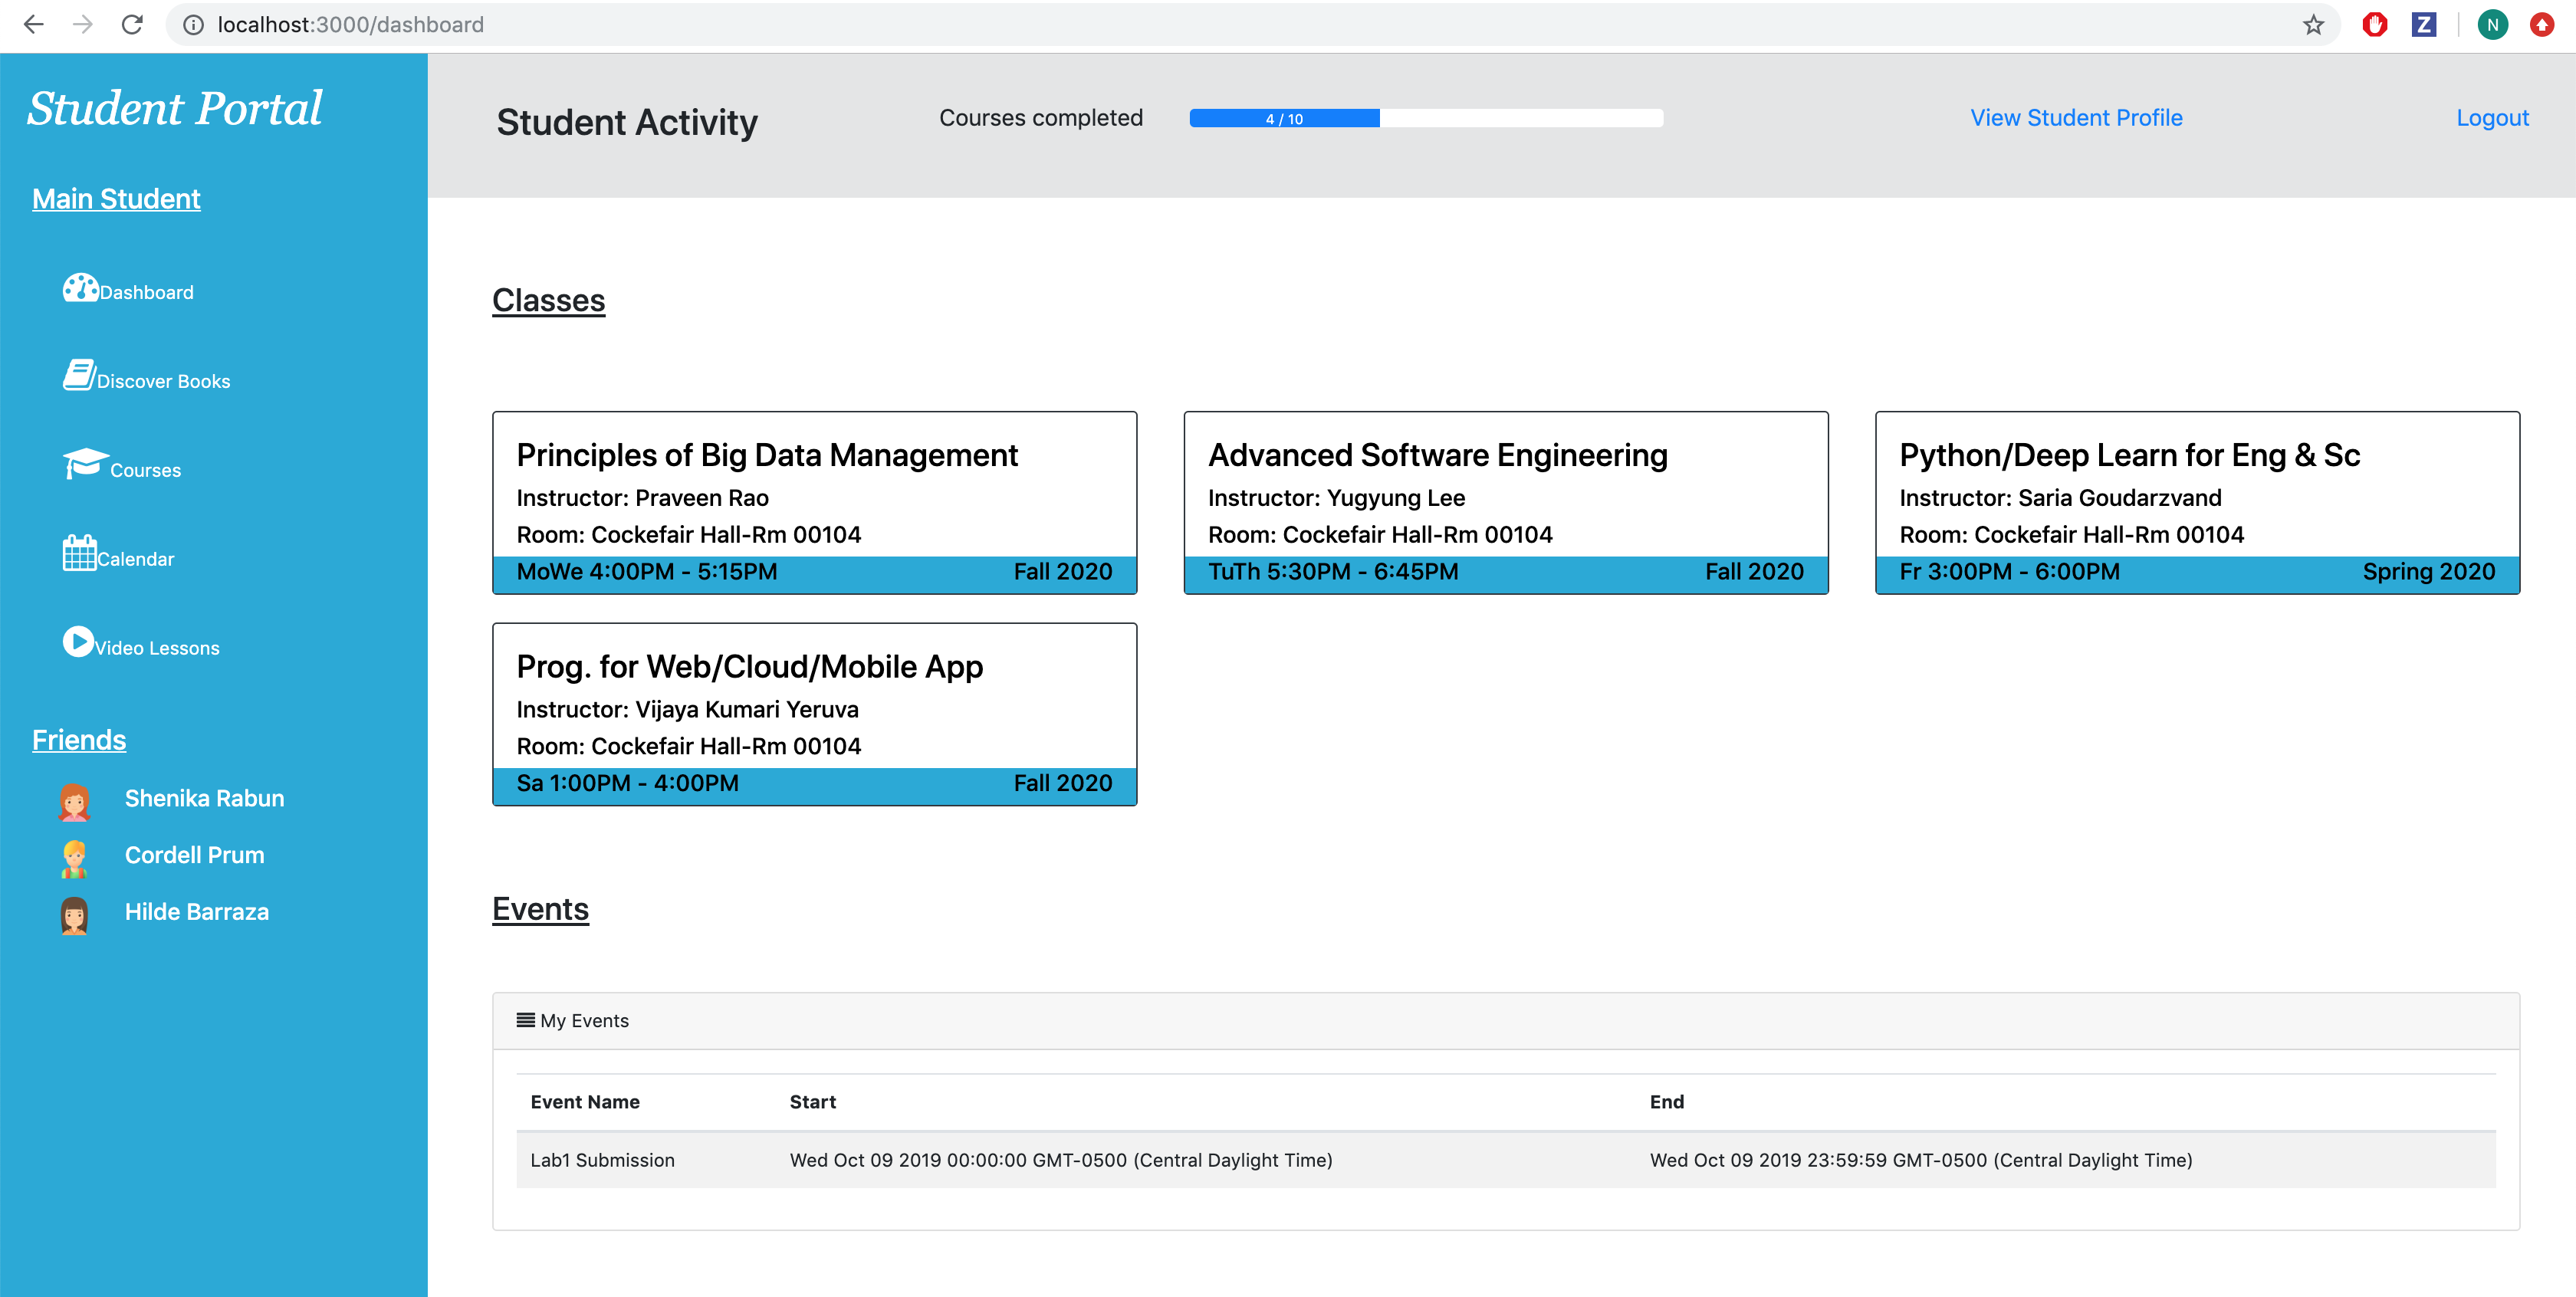 localhost:3000/dashboard
Z
N
Student Portal
Main Student
Dashboard
Discover Books
Courses
Calendar
Video Lessons
Friends
Shenika Rabun
Cordell Prum
Hilde Barraza
Student Activity
Courses completed
4 / 10
View Student Profile
Logout
Classes
Principles of Big Data Management
Instructor: Praveen Rao
Room: Cockefair Hall-Rm 00104
MoWe 4:00PM - 5:15PM Fall 2020
Advanced Software Engineering
Instructor: Yugyung Lee
Room: Cockefair Hall-Rm 00104
TuTh 5:30PM - 6:45PM Fall 2020
Python/Deep Learn for Eng & Sc
Instructor: Saria Goudarzvand
Room: Cockefair Hall-Rm 00104
Fr 3:00PM - 6:00PM Spring 2020
Prog. for Web/Cloud/Mobile App
Instructor: Vijaya Kumari Yeruva
Room: Cockefair Hall-Rm 00104
Sa 1:00PM - 4:00PM Fall 2020
Events
My Events
Event Name Start End
Lab1 Submission Wed Oct 09 2019 00:00:00 GMT-0500 (Central Daylight Time) Wed Oct 09 2019 23:59:59 GMT-0500 (Central Daylight Time)